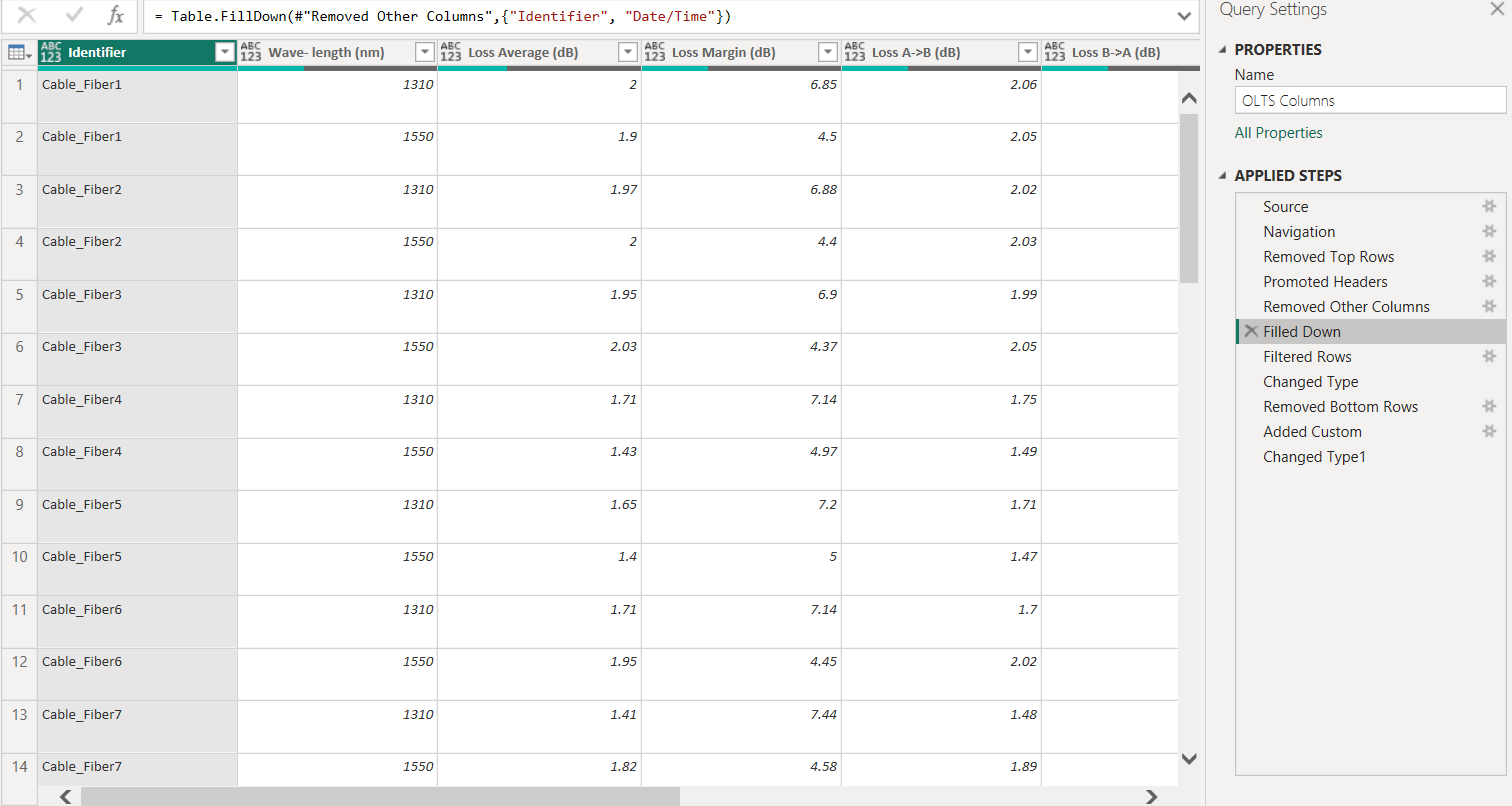 = Table.FillDown(#"Removed Other Columns",{"Identifier", "Date/Time"})
ABC 123 Identifier ABC 123 Wave- length (nm) ABC 123 Loss Average (dB) ABC 123 Loss Margin (dB) ABC 123 Loss A->B (dB) ABC 123 Loss B->A (dB)
1 Cable_Fiber1 1310 2 6.85 2.06
2 Cable_Fiber1 1550 1.9 4.5 2.05
3 Cable_Fiber2 1310 1.97 6.88 2.02
4 Cable_Fiber2 1550 2 4.4 2.03
5 Cable_Fiber3 1310 1.95 6.9 1.99
6 Cable_Fiber3 1550 2.03 4.37 2.05
7 Cable_Fiber4 1310 1.71 7.14 1.75
8 Cable_Fiber4 1550 1.43 4.97 1.49
9 Cable_Fiber5 1310 1.65 7.2 1.71
10 Cable_Fiber5 1550 1.4 5 1.47
11 Cable_Fiber6 1310 1.71 7.14 1.7
12 Cable_Fiber6 1550 1.95 4.45 2.02
13 Cable_Fiber7 1310 1.41 7.44 1.48
14 Cable_Fiber7 1550 1.82 4.58 1.89
Query Settings
PROPERTIES
Name
OLTS Columns
All Properties
APPLIED STEPS
Source
Navigation
Removed Top Rows
Promoted Headers
Removed Other Columns
Filled Down
Filtered Rows
Changed Type
Removed Bottom Rows
Added Custom
Changed Type1